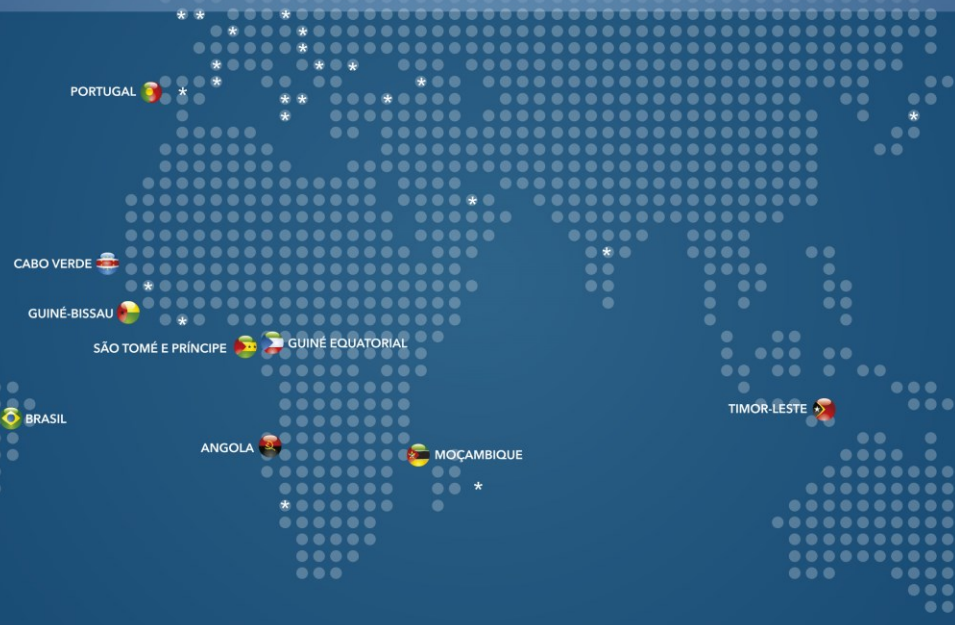 PORTUGAL
CABO VERDE
GUINÉ-BISSAU
SÃO TOMÉ E PRÍNCIPE
GUINÉ EQUATORIAL
BRASIL
TIMOR-LESTE
ANGOLA
MOÇAMBIQUE